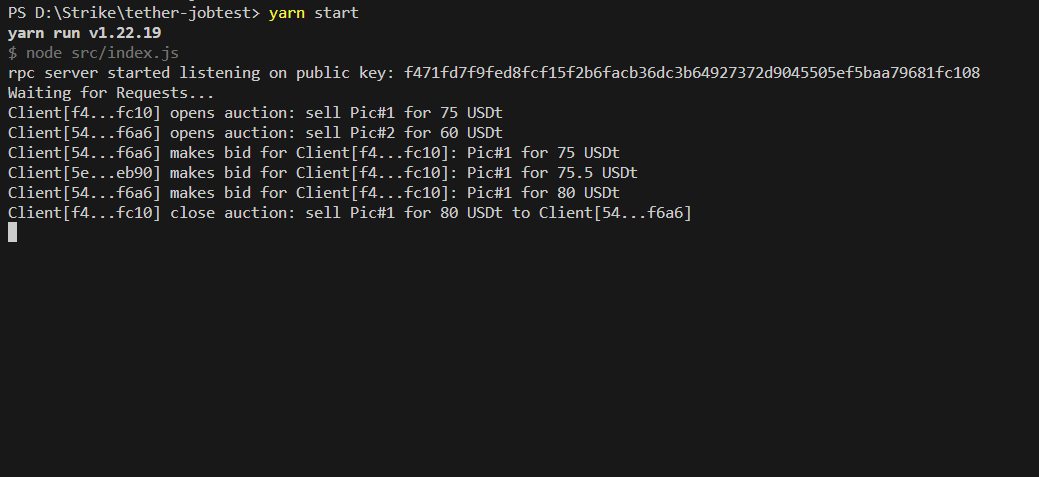 PS D:\Strike\tether-jobtest> yarn start
yarn run v1.22.19
$ node src/index.js
rpc server started listening on public key: f471fd7f9fed8fcf15f2b6facb36dc3b64927372d9045505ef5baa79681fc108
Waiting for Requests...
Client[f4...fc10] opens auction: sell Pic#1 for 75 USDt
Client[54...f6a6] opens auction: sell Pic#2 for 60 USDt
Client[54...f6a6] makes bid for Client[f4...fc10]: Pic#1 for 75 USDt
Client[5e...eb90] makes bid for Client[f4...fc10]: Pic#1 for 75.5 USDt
Client[54...f6a6] makes bid for Client[f4...fc10]: Pic#1 for 80 USDt
Client[f4...fc10] close auction: sell Pic#1 for 80 USDt to Client[54...f6a6]